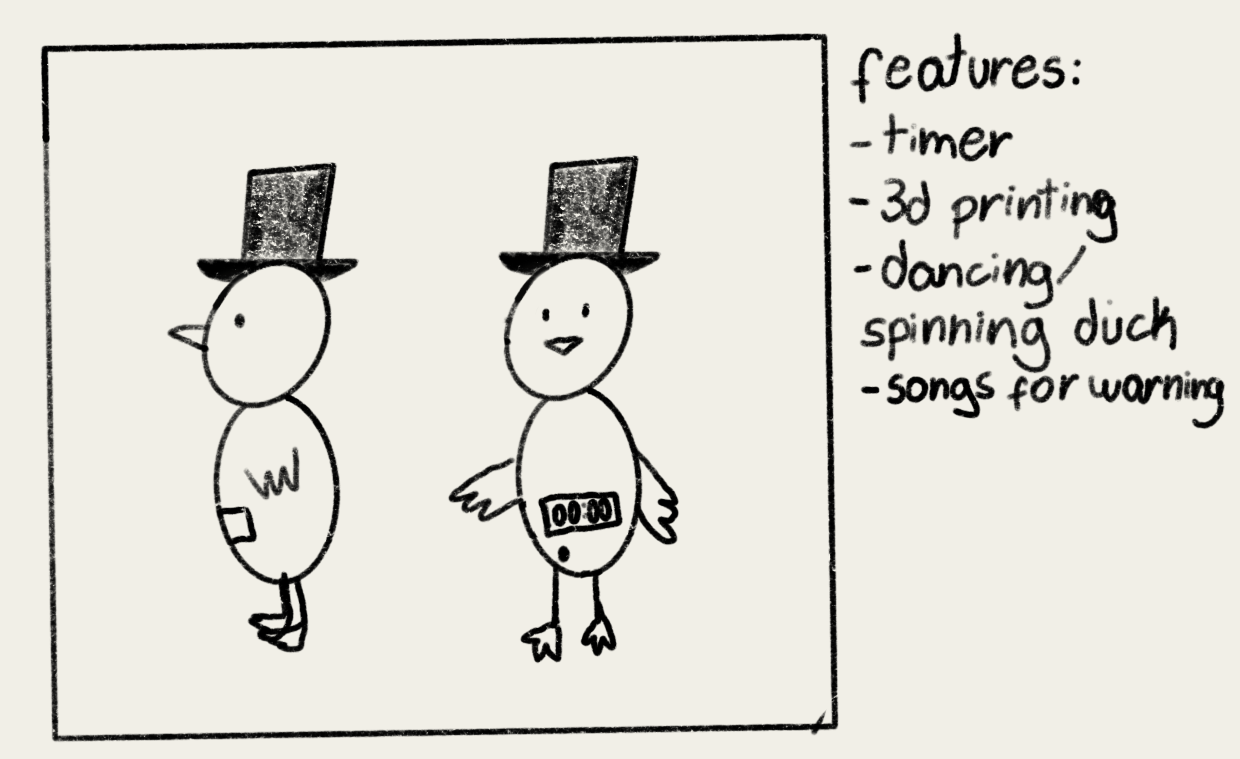 features:
- timer
- 3d printing
- dancing/
spinning duck
- songs for warning
00:00